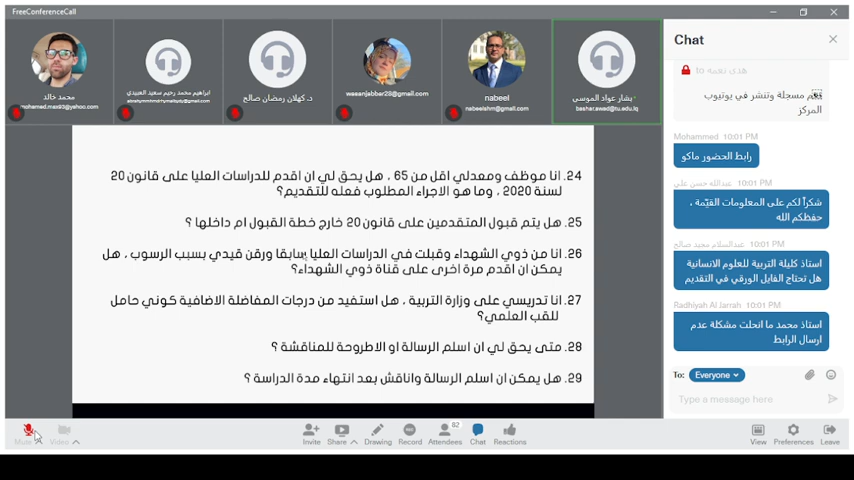 FreeConferenceCall
محمد خالد
mohamed.mas93@yahoo.com
ابراهيم محمد رحيم سعيد العبيدي
د. كهلان رمضان صالح
wasanjabbar28@gmail.com
nabeel
nabeelahm@gmail.com
بشار عواد الموسي
bashar.awad@tu.edu.iq
24. انا موظف ومعدلي اقل من 65 ، هل يحق لي ان اقدم للدراسات العليا على قانون 20
لسنة 2020 ، وما هو الاجراء المطلوب فعله للتقديم؟
25. هل يتم قبول المتقدمين على قانون 20 خارج خطة القبول ام داخلها ؟
26. انا من ذوي الشهداء وقبلت في الدراسات العليا سابقا ورقن قيدي بسبب الرسوب ، هل
يمكن ان اقدم مرة اخرى على قناة ذوي الشهداء؟
27. انا تدريسي على وزارة التربية ، هل استفيد من درجات المفاضلة الاضافية كوني حامل
للقب العلمي؟
28. متى يحق لي ان اسلم الرسالة او الاطروحة للمناقشة ؟
29. هل يمكن ان اسلم الرسالة واناقش بعد انتهاء مدة الدراسة ؟
Chat
هدى نعمة to
مسجلة وتنشر في يوتيوب
المركز
Mohammed 10:01 PM
رابط الحضور ماكو
عبدالله حسن علي 10:01 PM
شكراً لكم على المعلومات القيّمة ،
حفظكم الله
عبدالسلام مجيد صالح 10:01 PM
استاذ كليلة التربية للعلوم الانسانية
هل تحتاج الفايل الورقي في التقديم
Radhiyah Al Jarrah 10:01 PM
استاذ محمد ما انحلت مشكلة عدم
ارسال الرابط
To: Everyone
Type a message here
Mute
Video
Invite
Share
Drawing
Record
82
Attendees
Chat
Reactions
View
Preferences
Leave